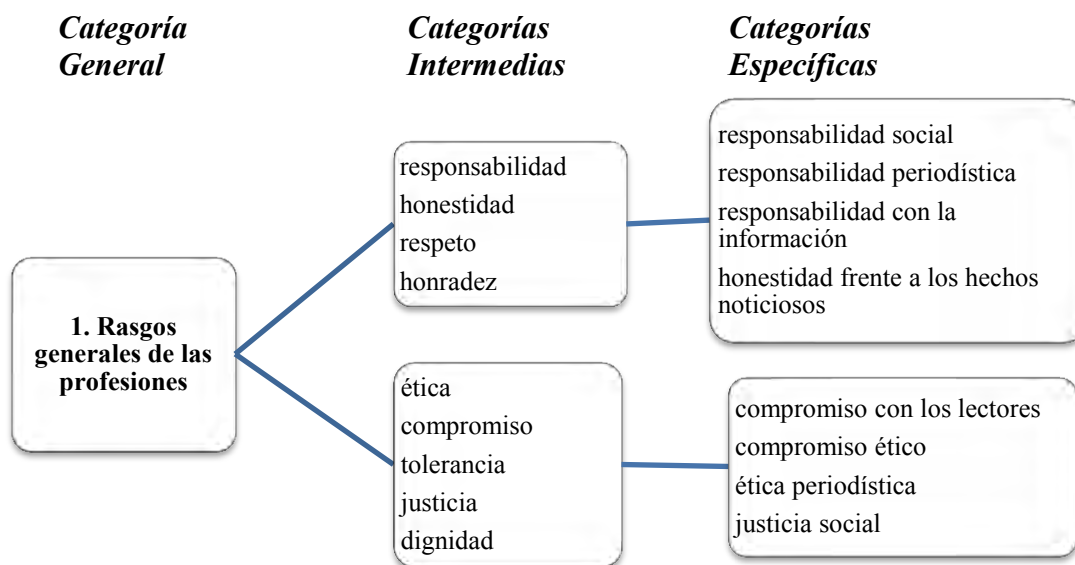 Categoría
General
Categorías
Intermedias
Categorías
Específicas
1. Rasgos
generales de las
profesiones
responsabilidad
honestidad
respeto
honradez
responsabilidad social
responsabilidad periodística
responsabilidad con la
información
honestidad frente a los hechos
noticiosos
ética
compromiso
tolerancia
justicia
dignidad
compromiso con los lectores
compromiso ético
ética periodística
justicia social